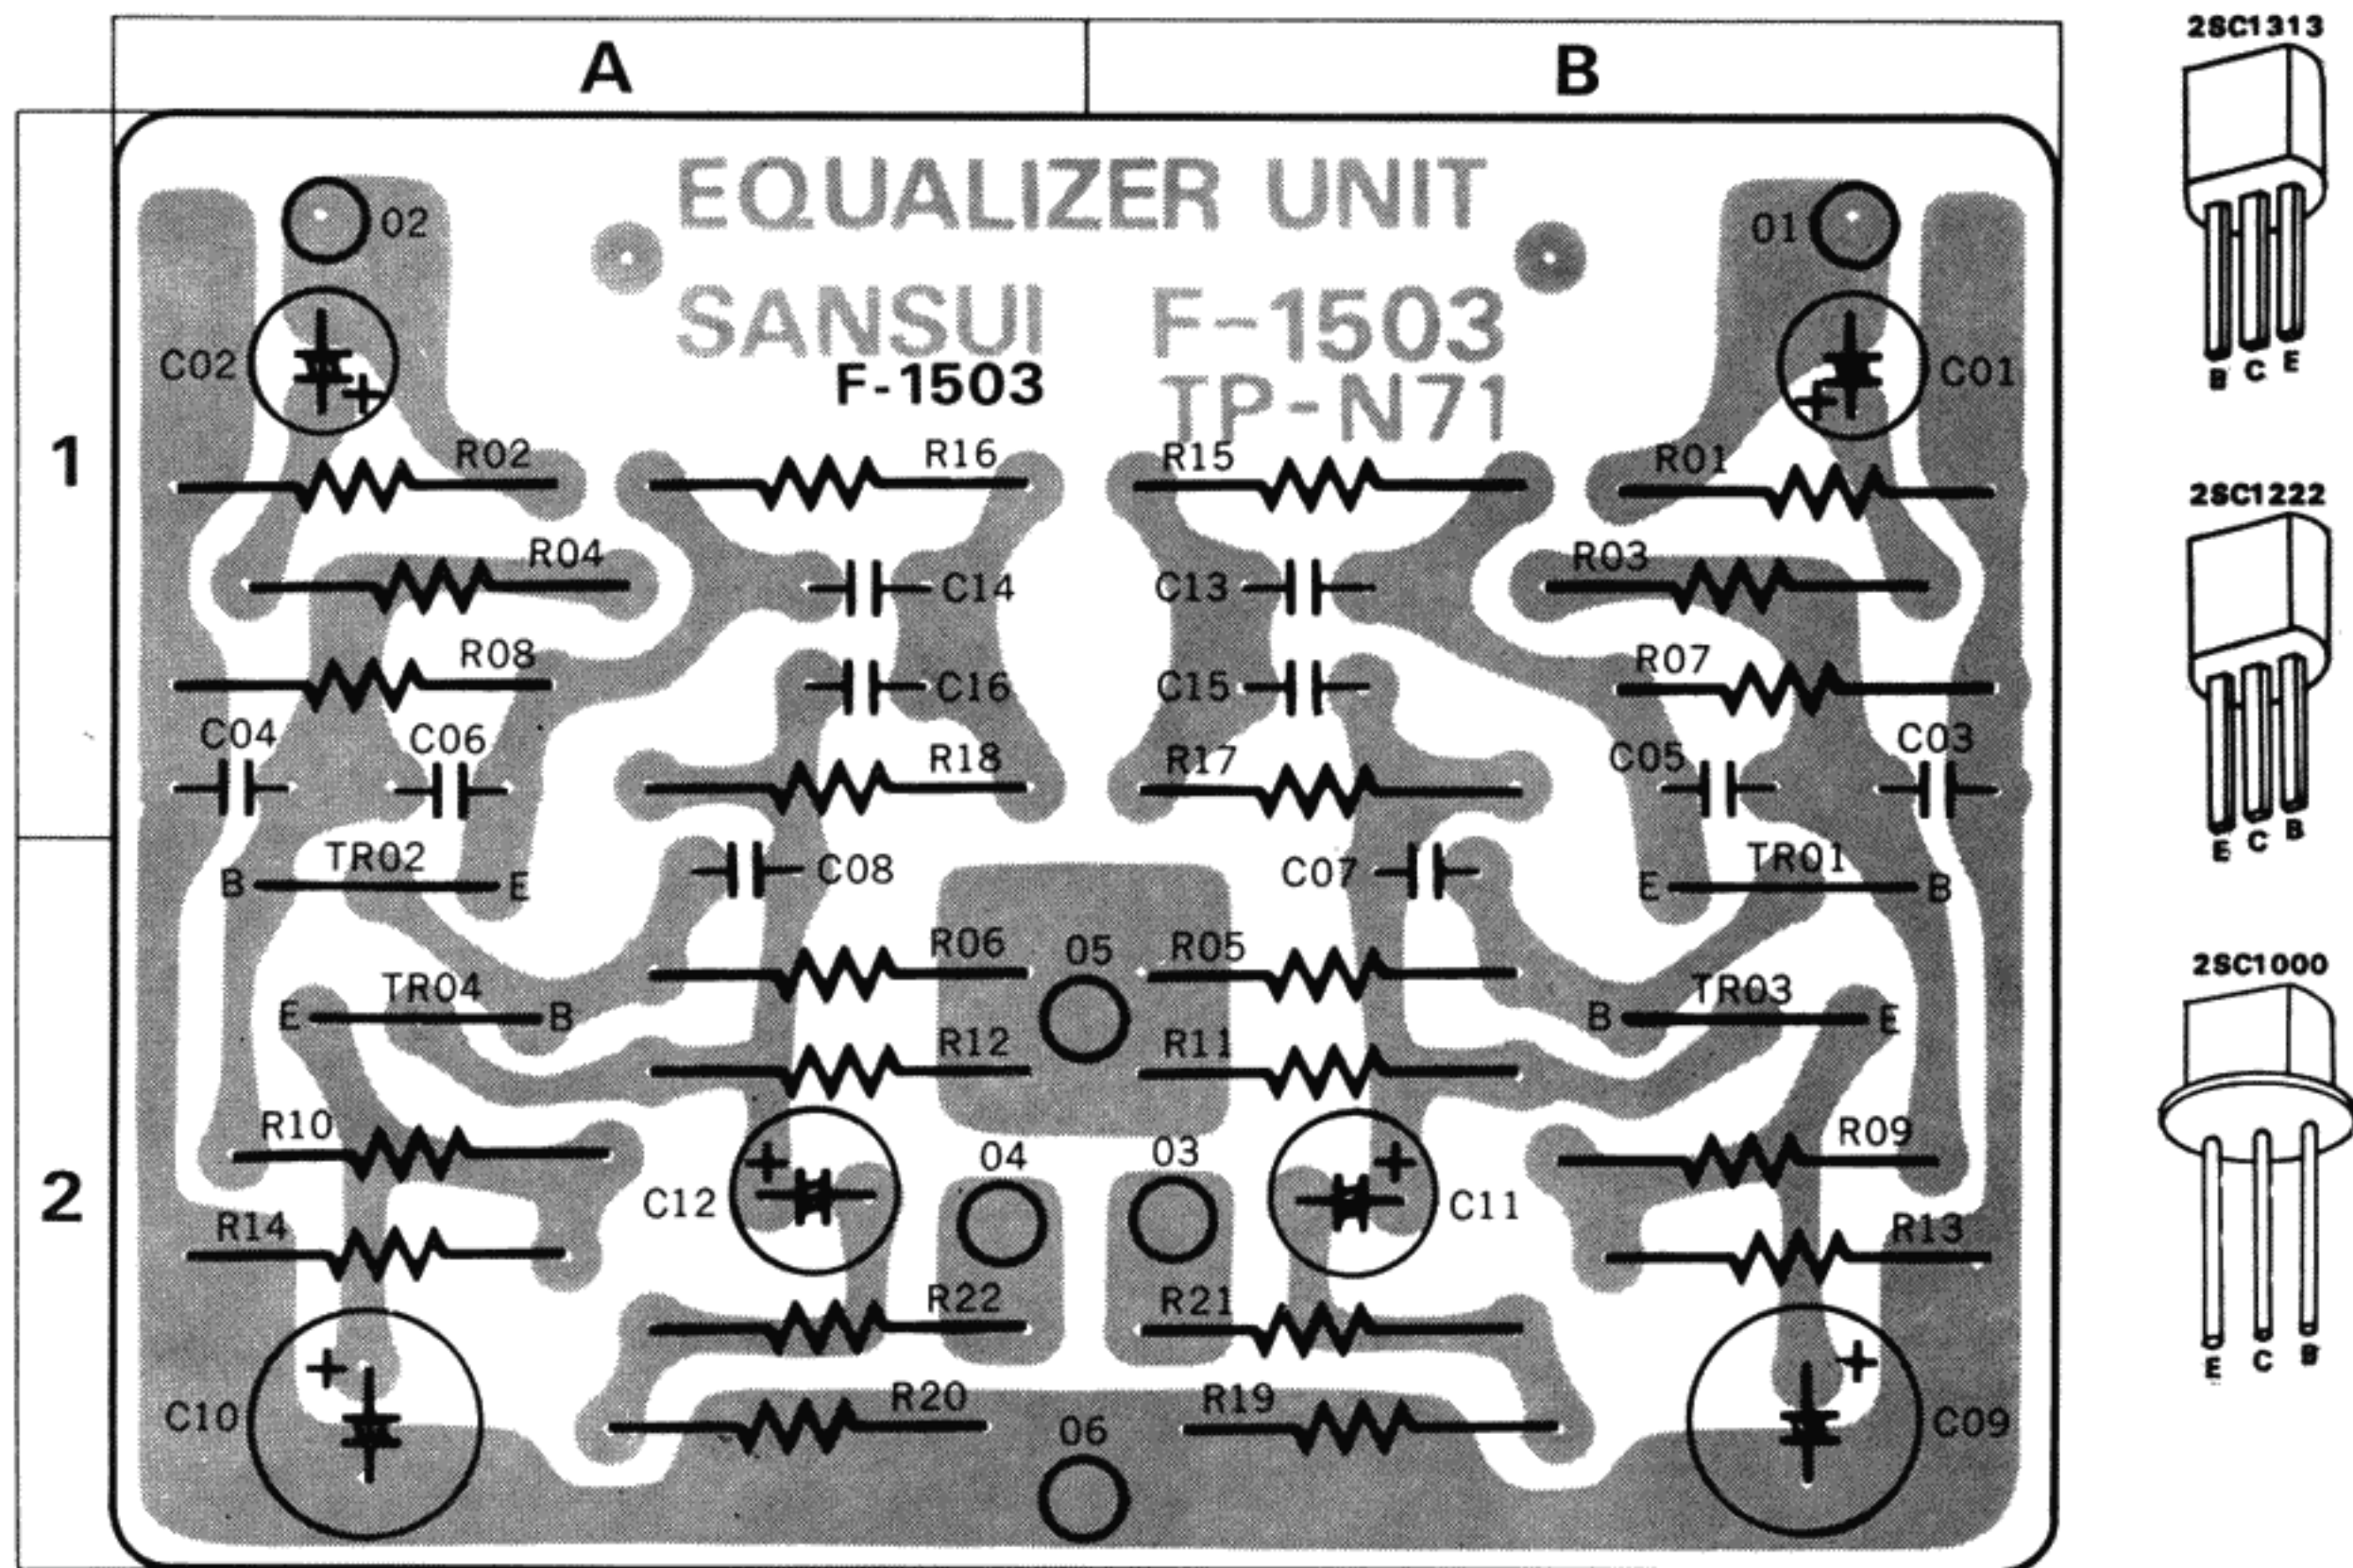 A B
EQUALIZER UNIT
SANSUI F-1503
F-1503 TP-N71
02 01
C02 C01
1
R02 R16 R15 R01
R04 R03
C14 C13
R08 R07
C16 C15
C04 C06 R18 R17 C05 C03
B TR02 E C08 C07 E TR01 B
R06 05 R05
E TR04 B B TR03 E
R12 R11
R10 R09
04 03
2
C12 C11
R14 R13
R22 R21
R20 R19
C10 06 C09
2SC1313
B C E
2SC1222
E C B
2SC1000
E C B